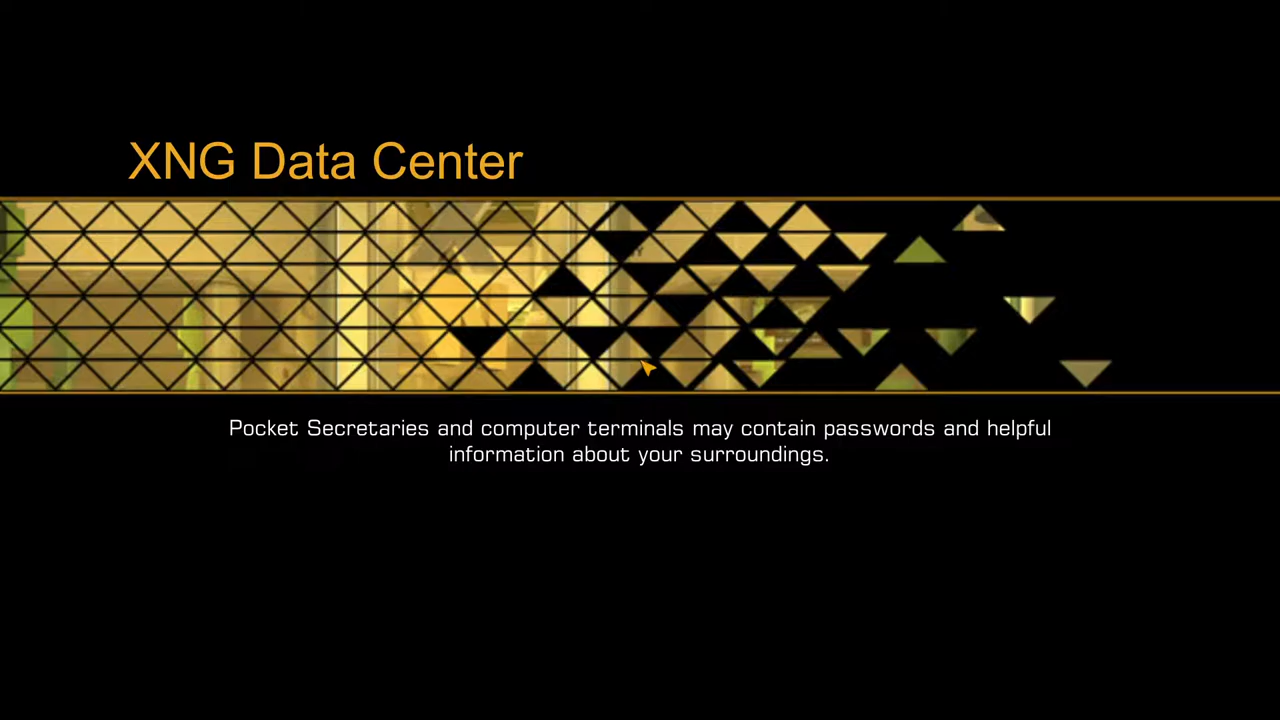 XNG Data Center
Pocket Secretaries and computer terminals may contain passwords and helpful
information about your surroundings.